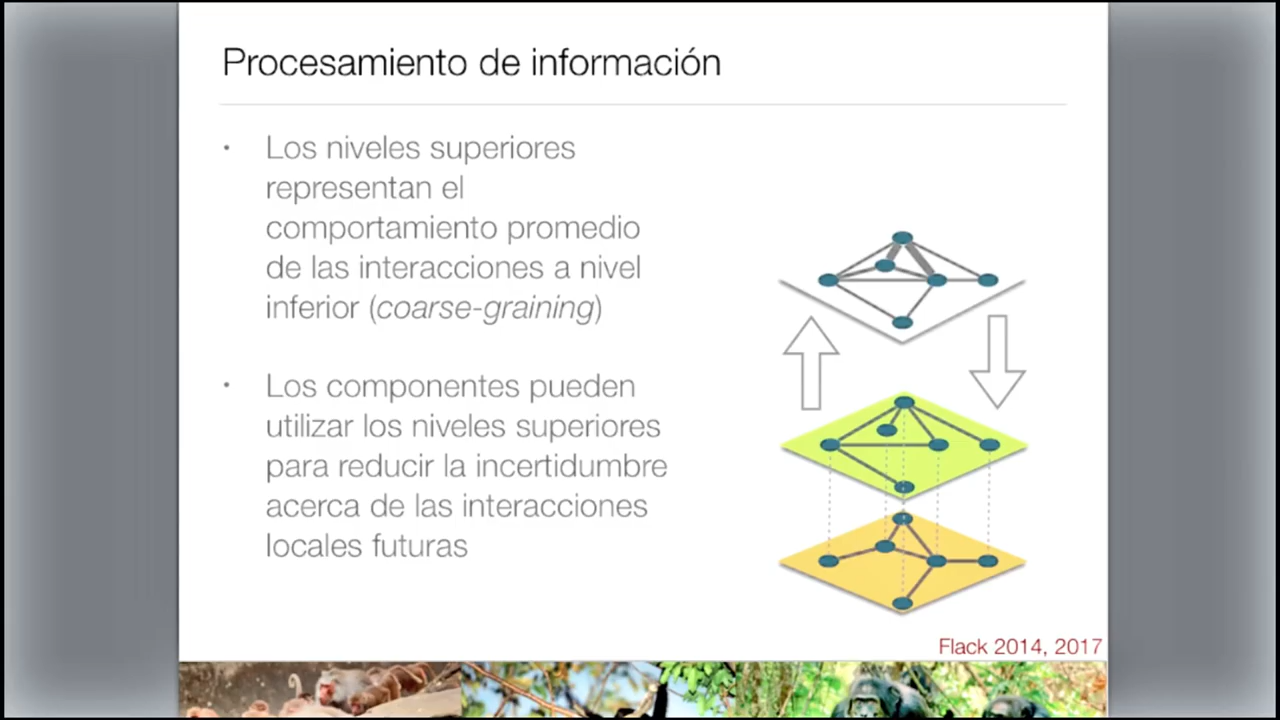 Procesamiento de información
• Los niveles superiores
representan el
comportamiento promedio
de las interacciones a nivel
inferior (coarse-graining)
• Los componentes pueden
utilizar los niveles superiores
para reducir la incertidumbre
acerca de las interacciones
locales futuras
Flack 2014, 2017